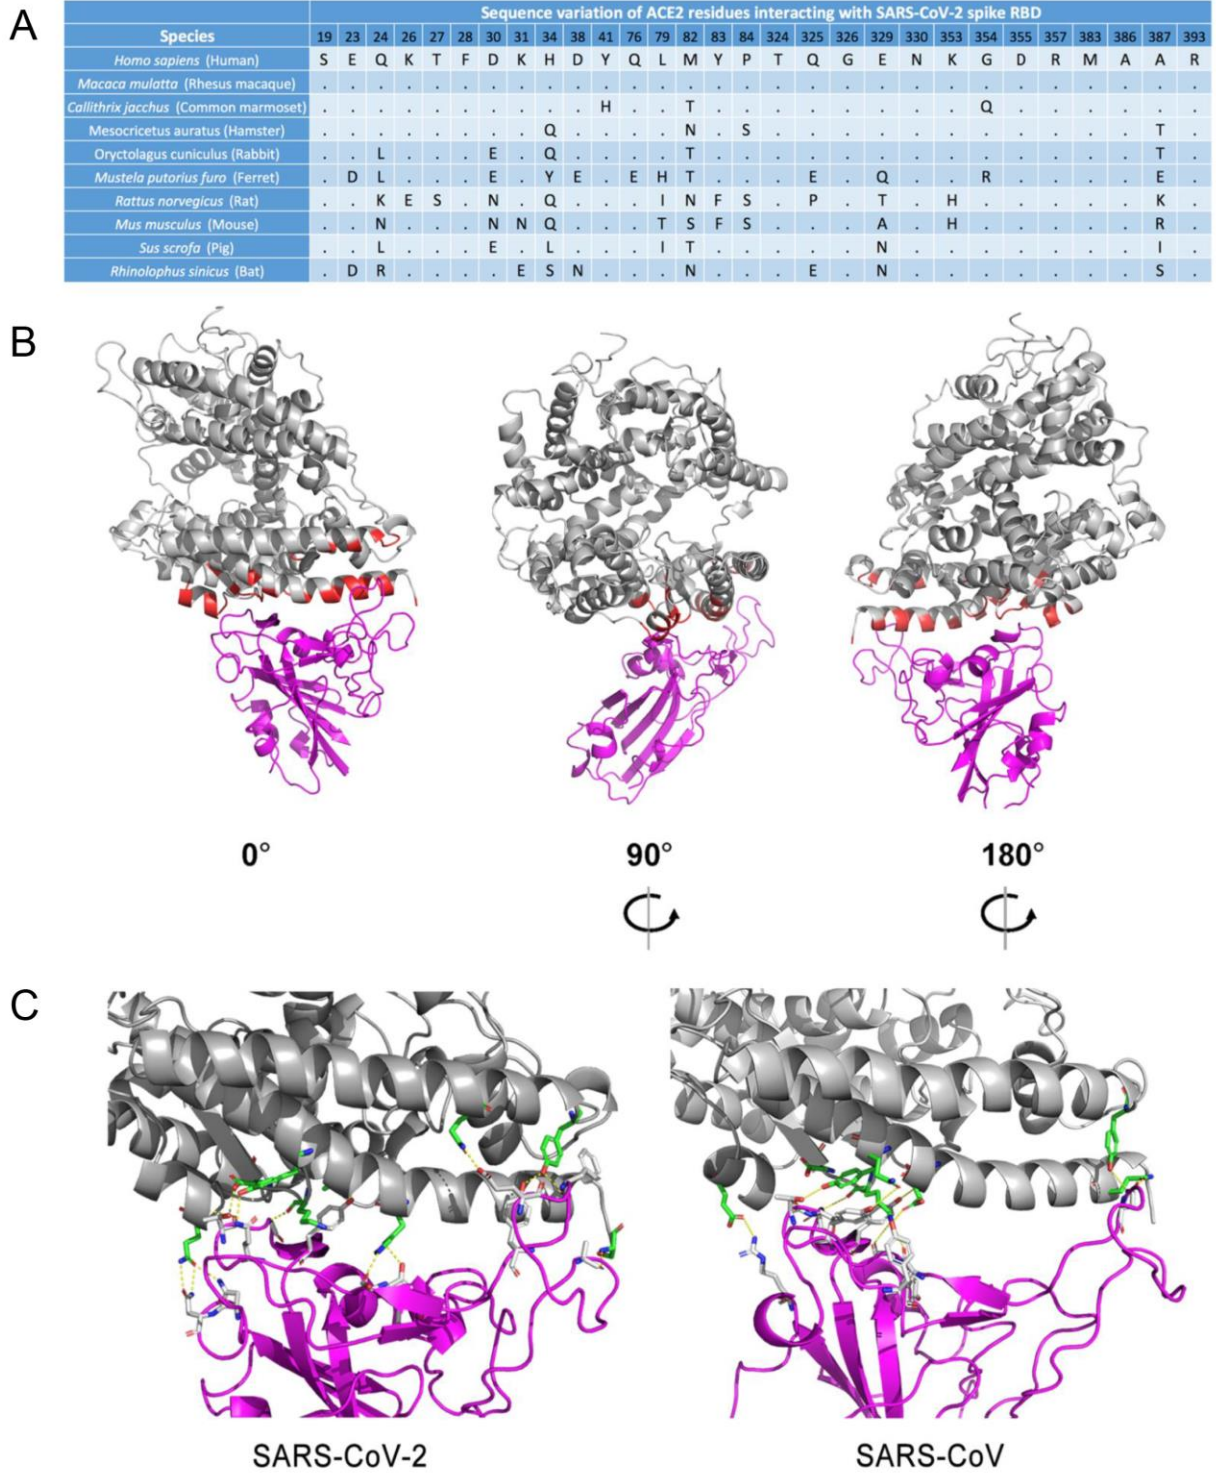 A
Sequence variation of ACE2 residues interacting with SARS-CoV-2 spike RBD
Species 19 23 24 26 27 28 30 31 34 38 41 76 79 82 83 84 324 325 326 329 330 353 354 355 357 383 386 387 393
Homo sapiens (Human) S E Q K T F D K H D Y Q L M Y P T Q G E N K G D R M A A R
Macaca mulatta (Rhesus macaque) . . . . . . . . . . . . . . . . . . . . . . . . . . . . .
Callithrix jacchus (Common marmoset) . . . . . . . . . . H . . T . . . . . . . . Q . . . . . .
Mesocricetus auratus (Hamster) . . . . . . . . Q . . . . N . S . . . . . . . . . . . T .
Oryctolagus cuniculus (Rabbit) . . L . . . E . Q . . . . T . . . . . . . . . . . . . T .
Mustela putorius furo (Ferret) . D L . . . E . Y E . E H T . . . E . Q . . R . . . . E .
Rattus norvegicus (Rat) . . K E S . N . Q . . . I N F S . P . T . H . . . . . K .
Mus musculus (Mouse) . . N . . . N N Q . . . T S F S . . . A . H . . . . . R .
Sus scrofa (Pig) . . L . . . E . L . . . I T . . . . . N . . . . . . . I .
Rhinolophus sinicus (Bat) . D R . . . . E S N . . . N . . . E . N . . . . . . . S .
B
0° 90° 180°
C
SARS-CoV-2 SARS-CoV